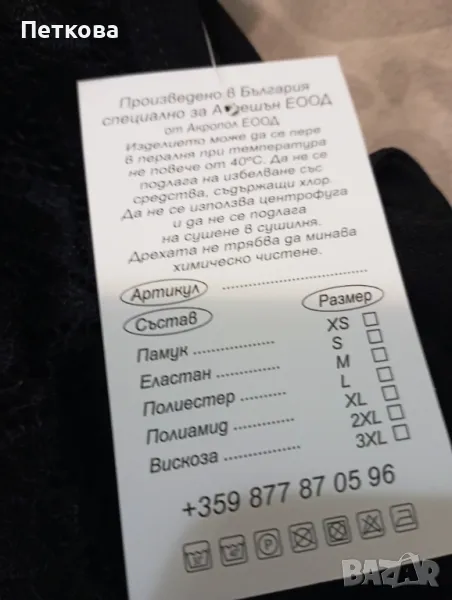 Петкова
Произведено в България
специално за А ешън ЕООД
от Акропол ЕООД
Изделието може да се пере
в пералня при температура
не повече от 40°C. Да не се
подлага на избелване със
средства, съдържащи хлор.
Да не се използва центрофуга
и да не се подлага
на сушене в сушилня.
Дрехата не трябва да минава
химическо чистене.
Артикул ........................
Състав Размер
XS
Памук ................ S
Еластан .............. M
Полиестер ........... L
XL
Полиамид ............ 2XL
Вискоза .............. 3XL
+359 877 87 05 96
P
BAZAR
bg